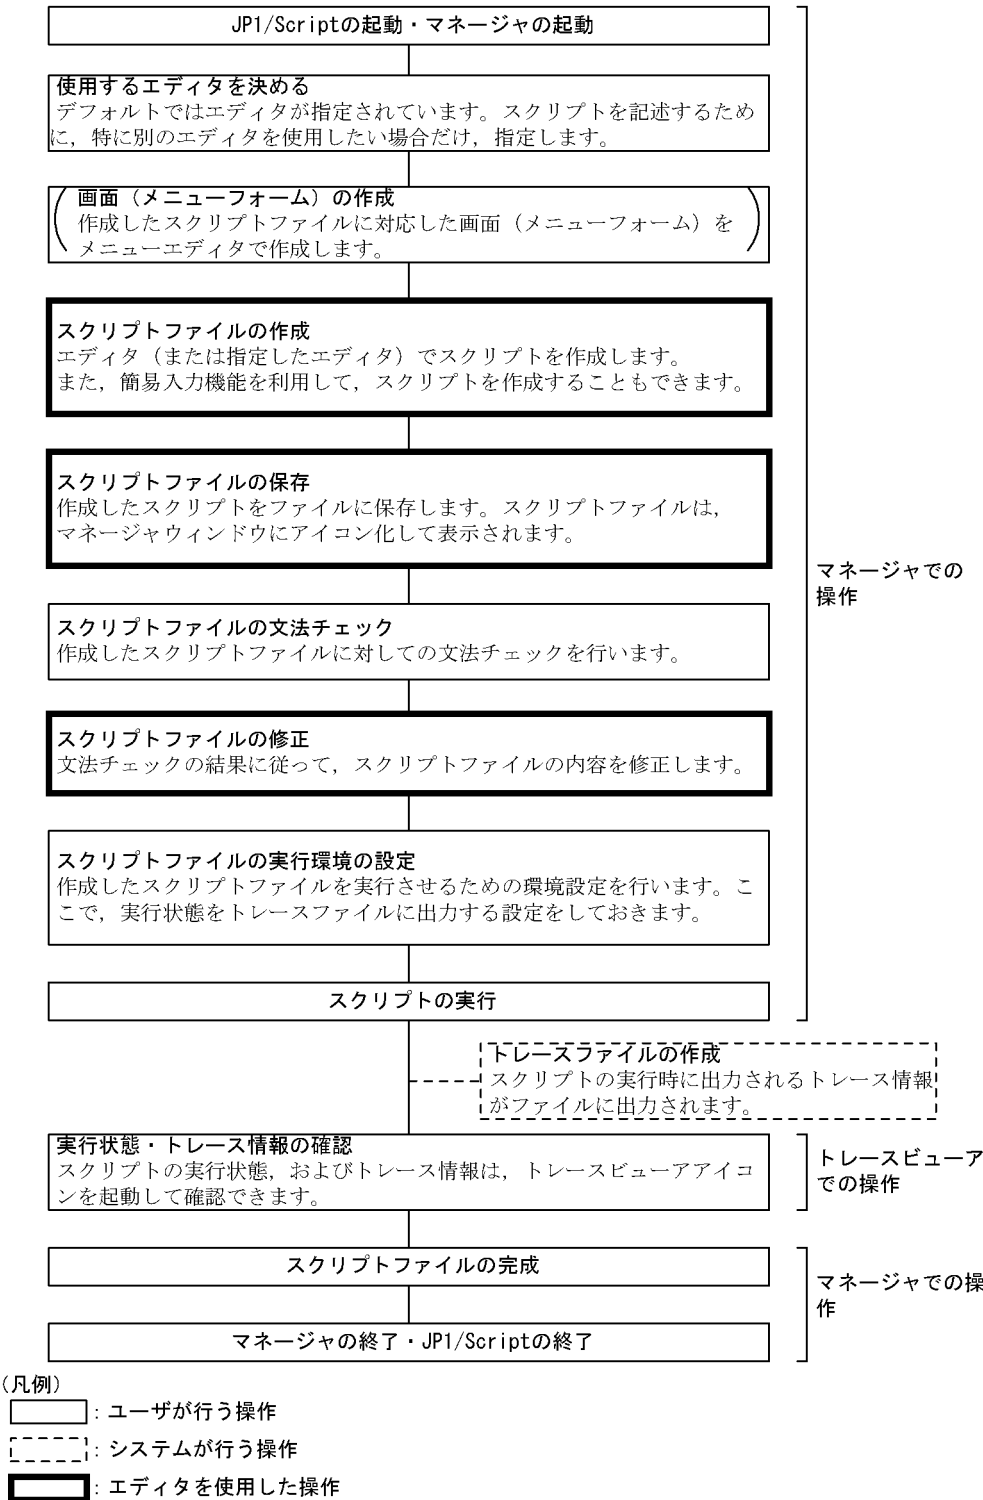 JP1/Scriptの起動・マネージャの起動
使用するエディタを決める
デフォルトではエディタが指定されています。スクリプトを記述するため
に，特に別のエディタを使用したい場合だけ，指定します。
画面（メニューフォーム）の作成
作成したスクリプトファイルに対応した画面（メニューフォーム）を
メニューエディタで作成します。
スクリプトファイルの作成
エディタ（または指定したエディタ）でスクリプトを作成します。
また，簡易入力機能を利用して，スクリプトを作成することもできます。
スクリプトファイルの保存
作成したスクリプトをファイルに保存します。スクリプトファイルは，
マネージャウィンドウにアイコン化して表示されます。
マネージャでの
操作
スクリプトファイルの文法チェック
作成したスクリプトファイルに対しての文法チェックを行います。
スクリプトファイルの修正
文法チェックの結果に従って，スクリプトファイルの内容を修正します。
スクリプトファイルの実行環境の設定
作成したスクリプトファイルを実行させるための環境設定を行います。こ
こで，実行状態をトレースファイルに出力する設定をしておきます。
スクリプトの実行
トレースファイルの作成
スクリプトの実行時に出力されるトレース情報
がファイルに出力されます。
実行状態・トレース情報の確認
スクリプトの実行状態，およびトレース情報は，トレースビューアアイコ
ンを起動して確認できます。
トレースビューア
での操作
スクリプトファイルの完成
マネージャでの操
作
マネージャの終了・JP1/Scriptの終了
（凡例）
：ユーザが行う操作
：システムが行う操作
：エディタを使用した操作